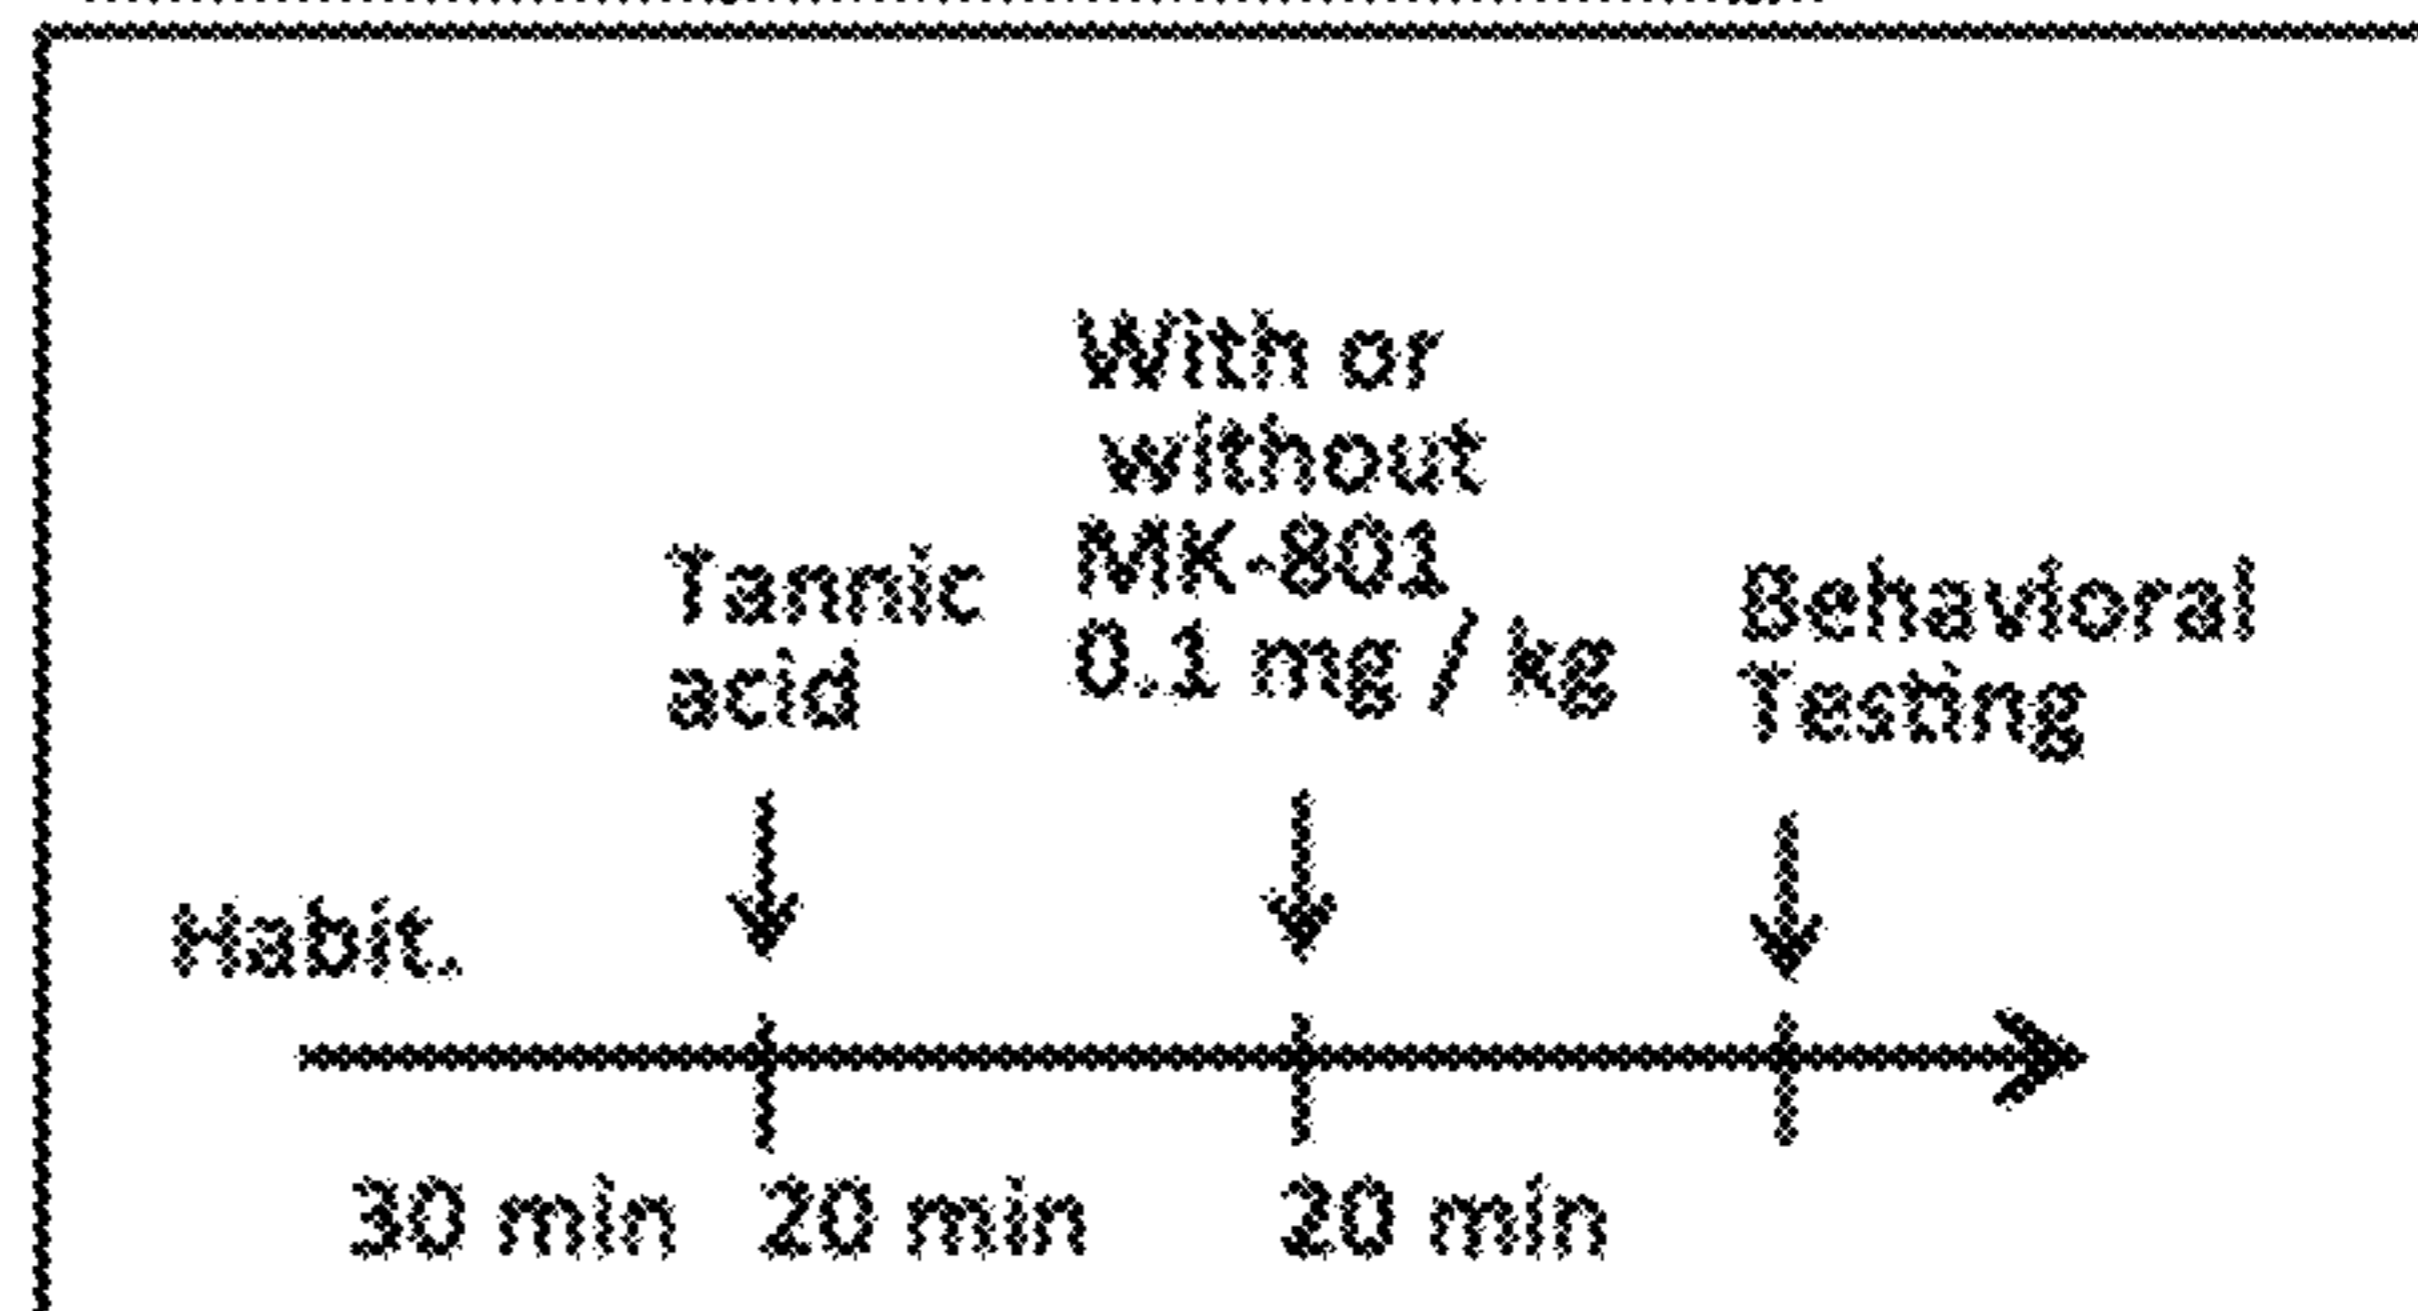 With or
without
MK-801
0.1 mg / kg
Tannic
acid
Behavioral
Testing
Habit.
30 min 20 min 20 min